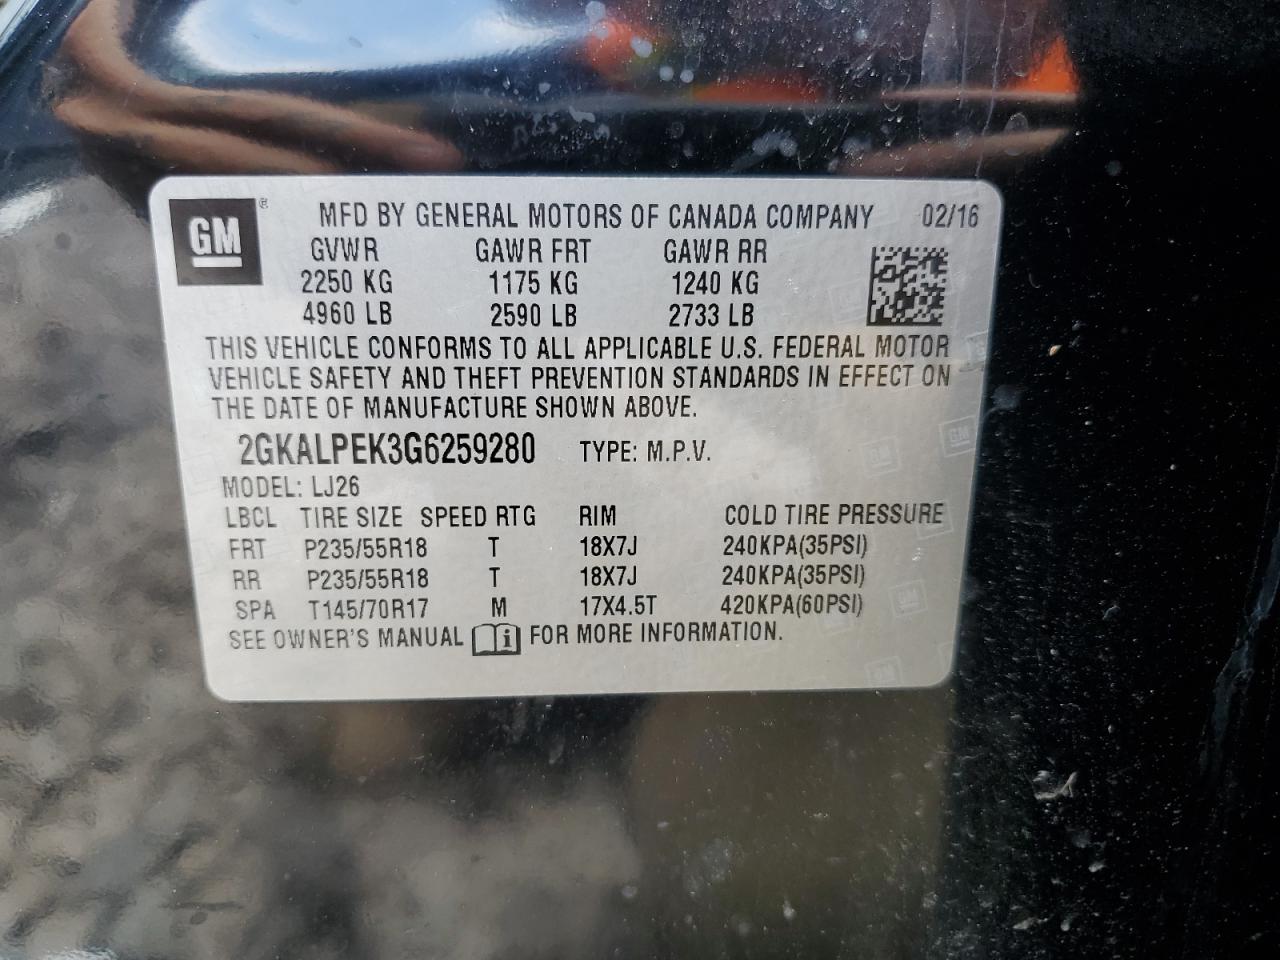 GM ® MFD BY GENERAL MOTORS OF CANADA COMPANY 02/16
GVWR GAWR FRT GAWR RR
2250 KG 1175 KG 1240 KG
4960 LB 2590 LB 2733 LB
THIS VEHICLE CONFORMS TO ALL APPLICABLE U.S. FEDERAL MOTOR
VEHICLE SAFETY AND THEFT PREVENTION STANDARDS IN EFFECT ON
THE DATE OF MANUFACTURE SHOWN ABOVE.
2GKALPEK3G6259280 TYPE: M.P.V.
MODEL: LJ26
LBCL TIRE SIZE SPEED RTG RIM COLD TIRE PRESSURE
FRT P235/55R18 T 18X7J 240KPA(35PSI)
RR P235/55R18 T 18X7J 240KPA(35PSI)
SPA T145/70R17 M 17X4.5T 420KPA(60PSI)
SEE OWNER'S MANUAL i FOR MORE INFORMATION.